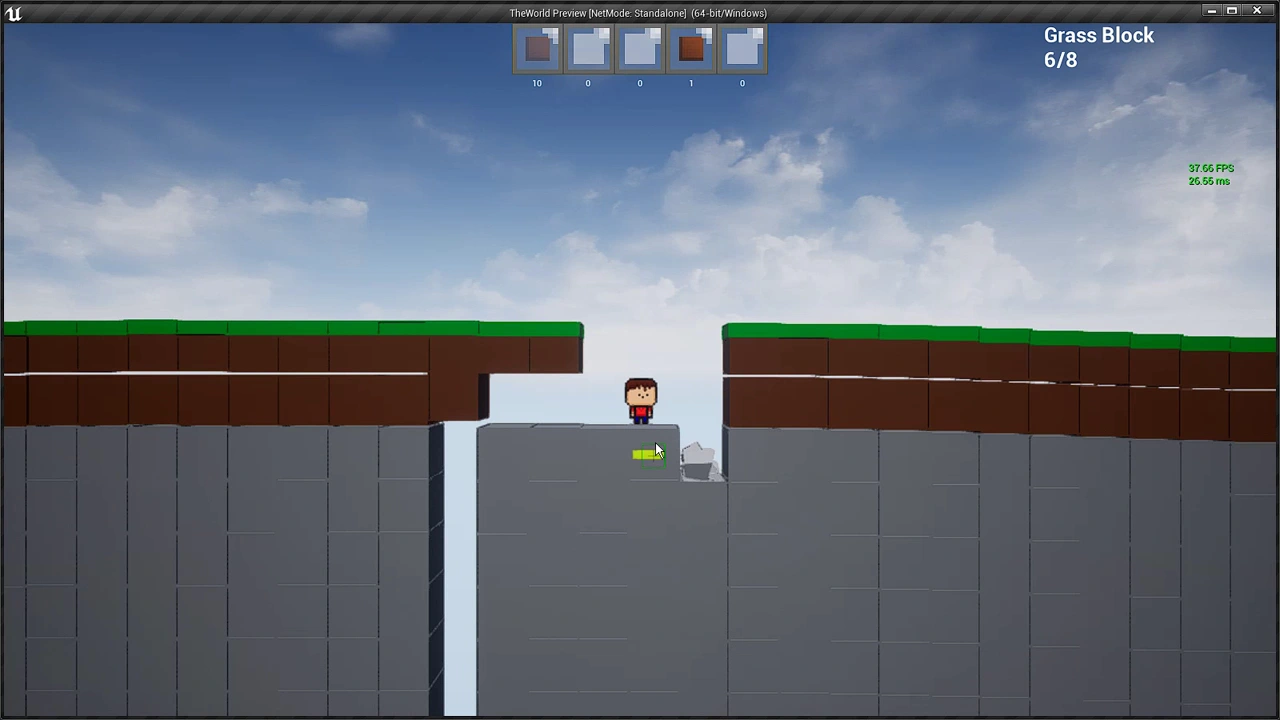 TheWorld Preview [NetMode: Standalone] (64-bit/Windows)
Grass Block
6/8
10
0
0
1
0
37.66 FPS
26.55 ms